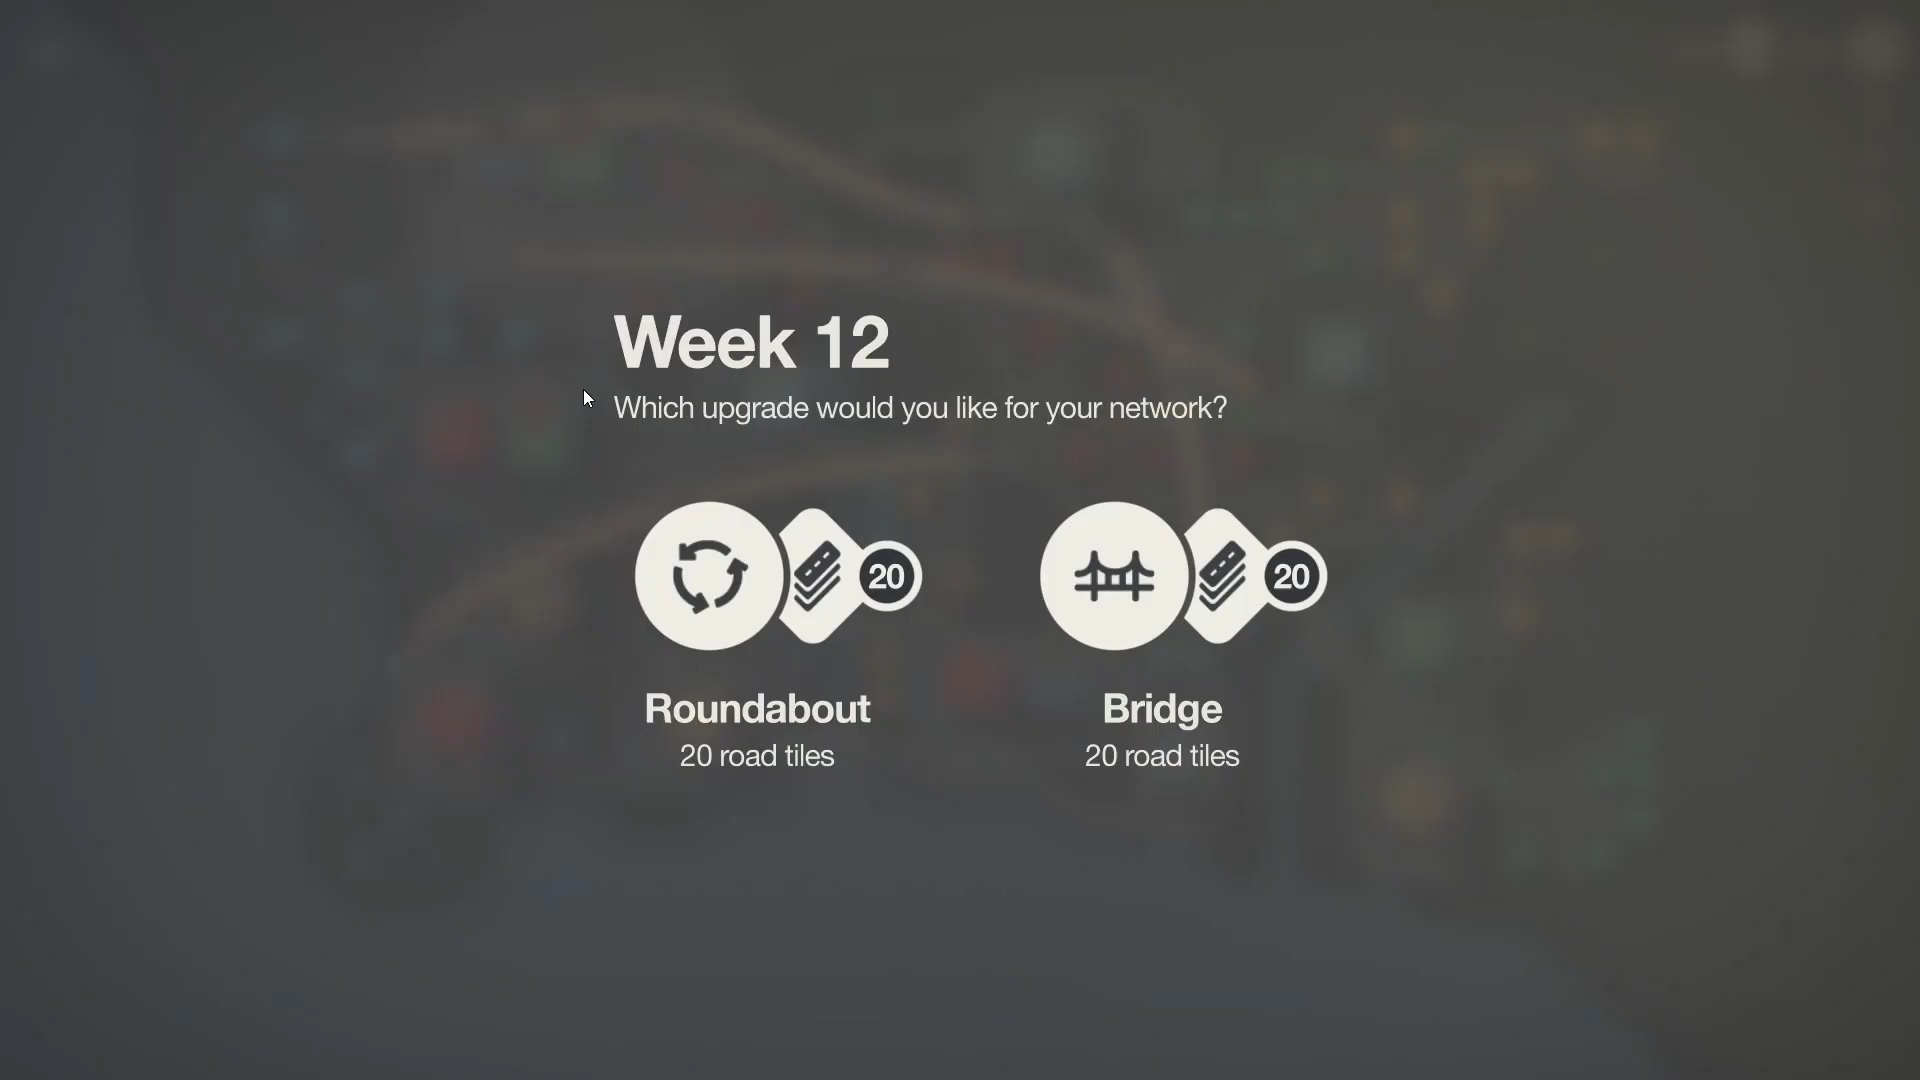 Week 12
Which upgrade would you like for your network?
20
20
Roundabout
Bridge
20 road tiles
20 road tiles